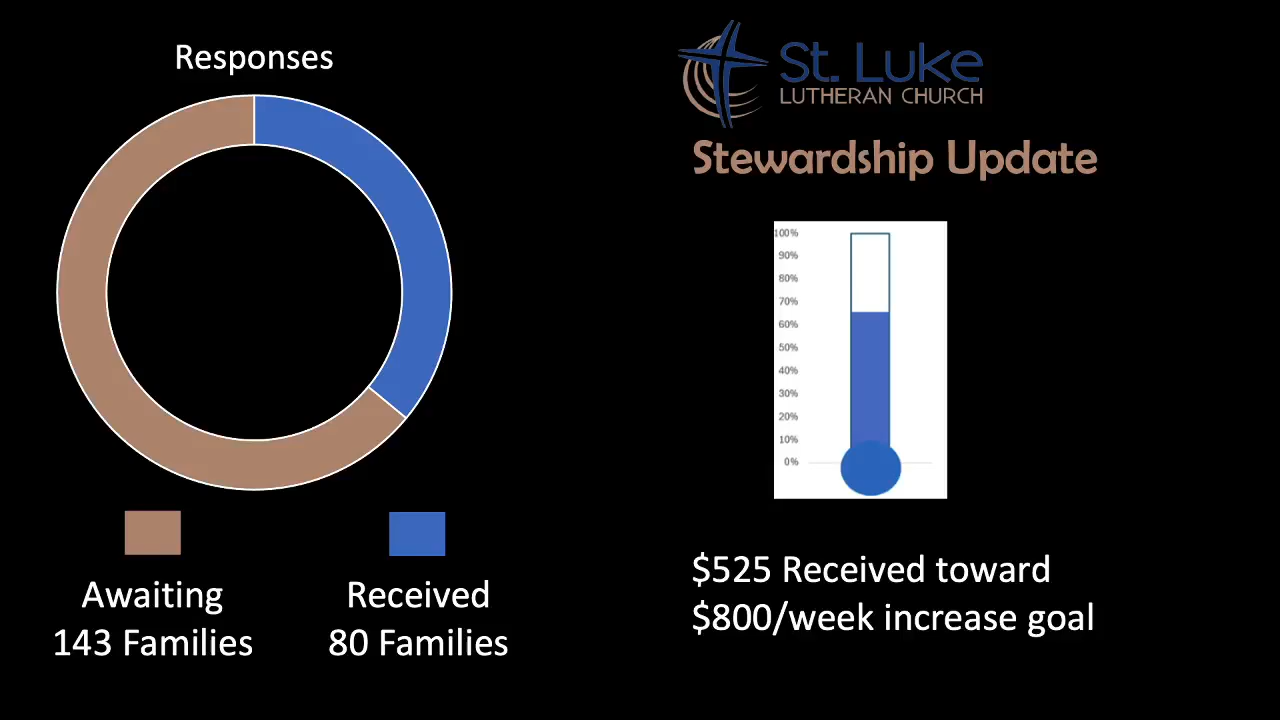 Responses
Awaiting
143 Families
Received
80 Families
St. Luke
LUTHERAN CHURCH
Stewardship Update
100%
90%
80%
70%
60%
50%
40%
30%
20%
10%
0%
$525 Received toward
$800/week increase goal